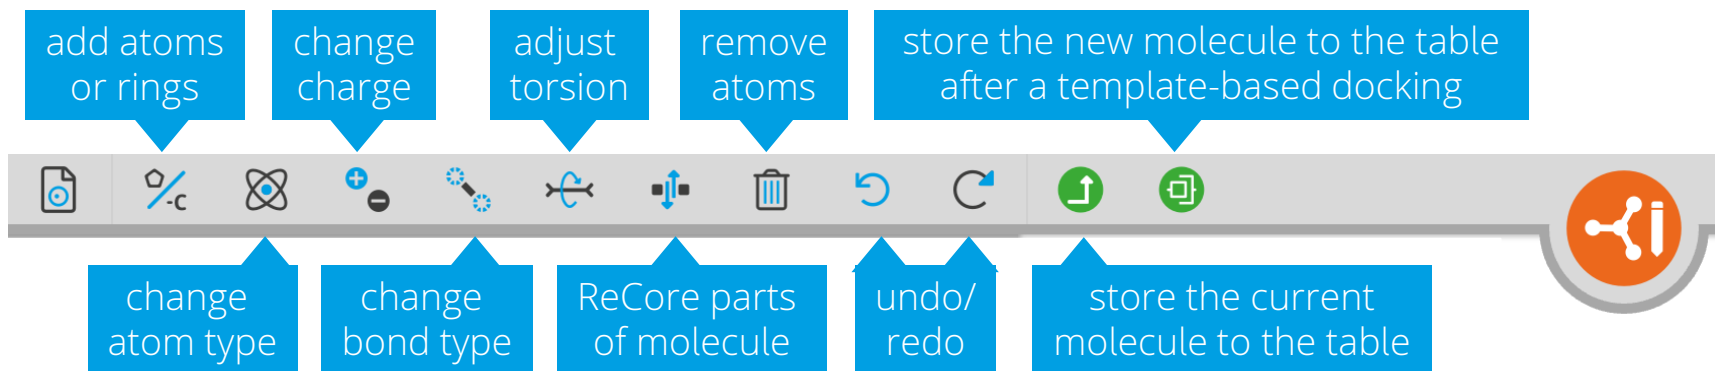 add atoms
or rings
change
charge
adjust
torsion
remove
atoms
store the new molecule to the table
after a template-based docking
-C
change
atom type
change
bond type
ReCore parts
of molecule
undo/
redo
store the current
molecule to the table